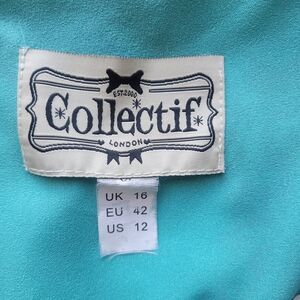 EST.2000
Collectif
LONDON
UK 16
EU 42
US 12